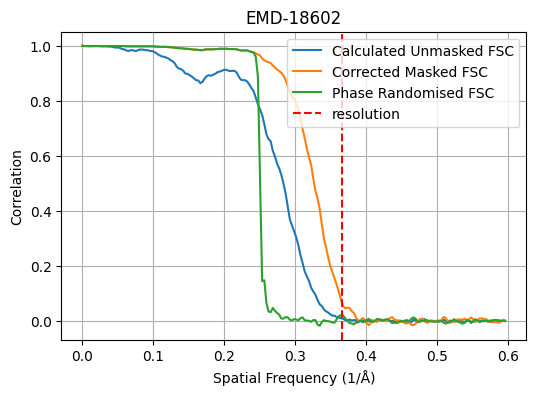 EMD-18602
Calculated Unmasked FSC
Corrected Masked FSC
Phase Randomised FSC
resolution
Correlation
1.0
0.8
0.6
0.4
0.2
0.0
0.0 0.1 0.2 0.3 0.4 0.5 0.6
Spatial Frequency (1/Å)